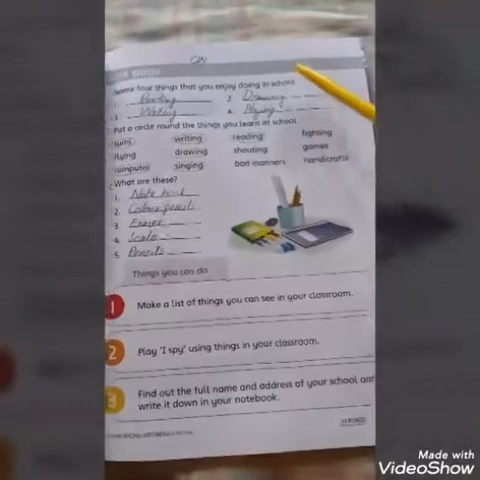 CW
Name four things that you enjoy doing in school.
1. Reading 2. Drawing
3. Writing 4. Playing
Put a circle round the things you learn at school.
sums writing reading fighting
flying drawing shouting games
computer singing bad manners handicrafts
What are these?
1. Note book
2. Colour pencils
3. Eraser
4. Scale
5. Pencils
Things you can do
1 Make a list of things you can see in your classroom.
2 Play 'I spy' using things in your classroom.
3 Find out the full name and address of your school and
write it down in your notebook.
Made with
VideoShow